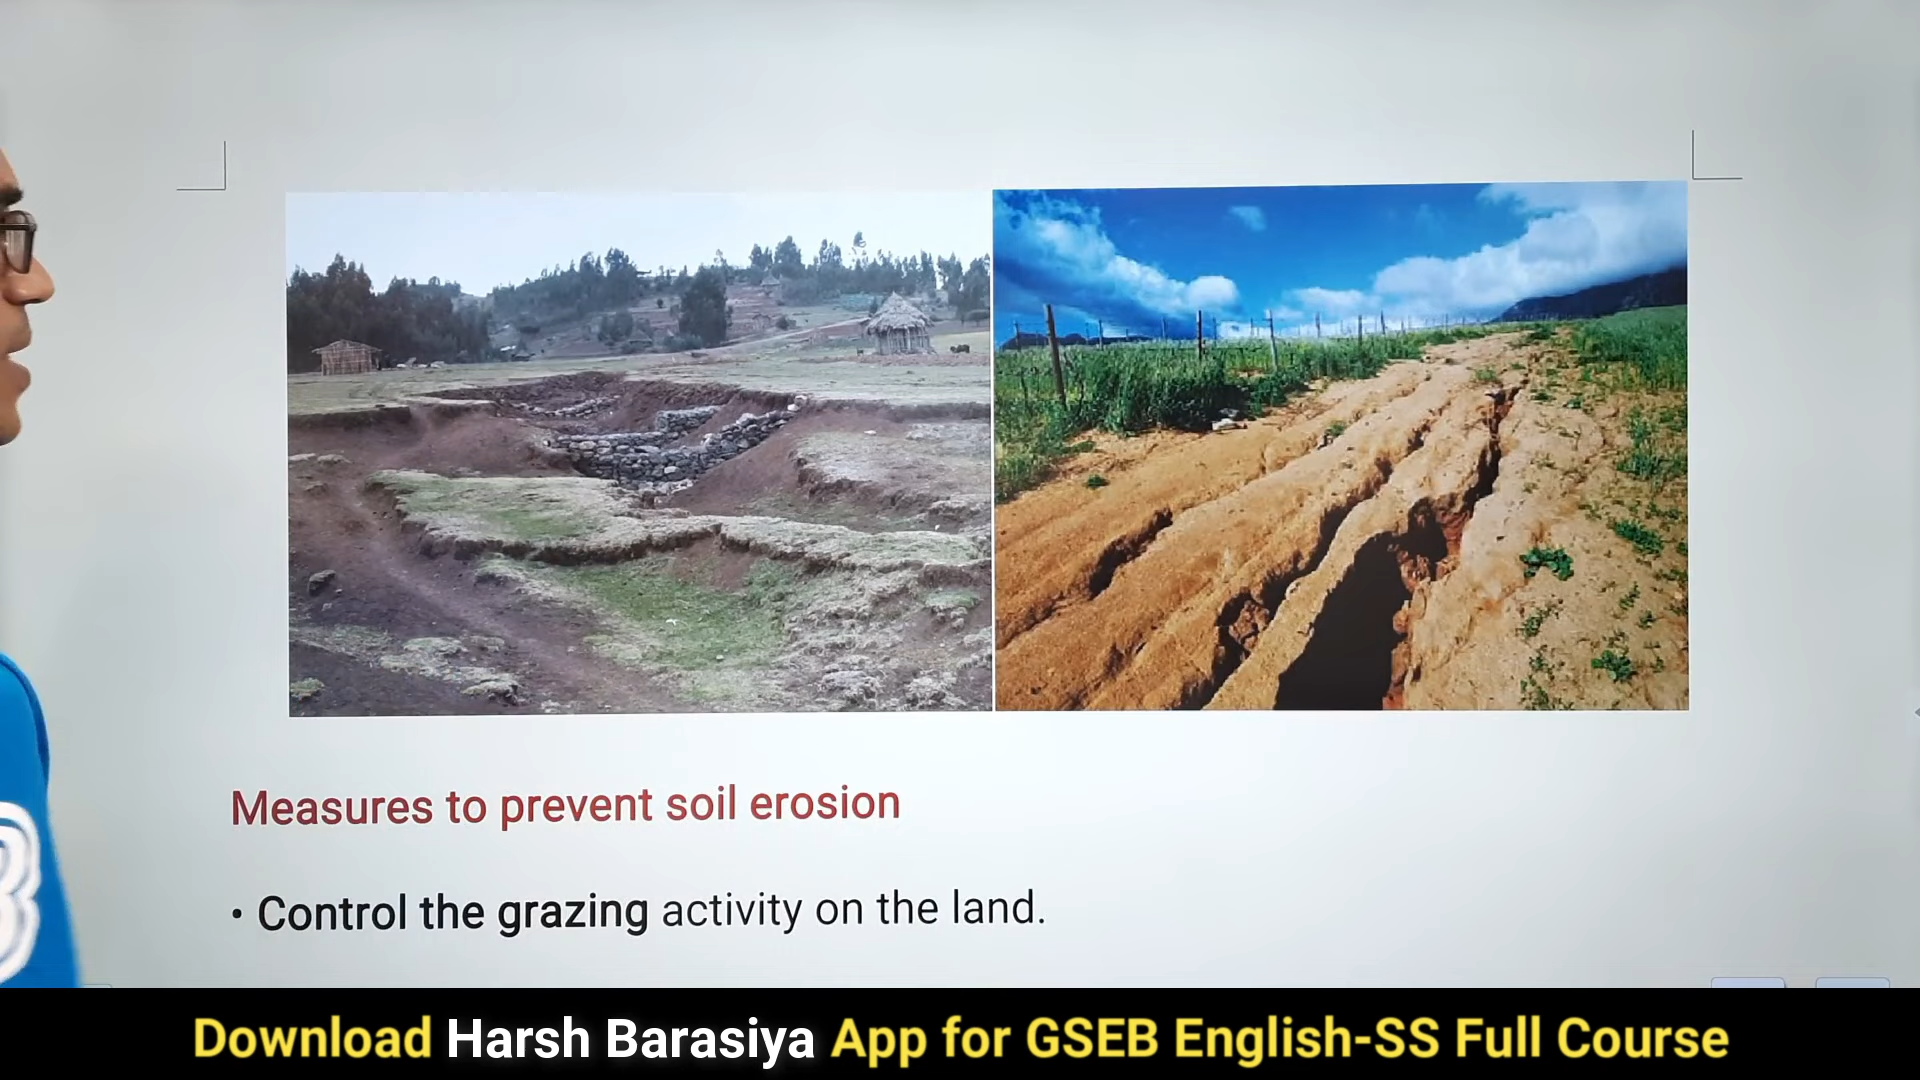 Measures to prevent soil erosion
• Control the grazing activity on the land.
Download Harsh Barasiya App for GSEB English-SS Full Course